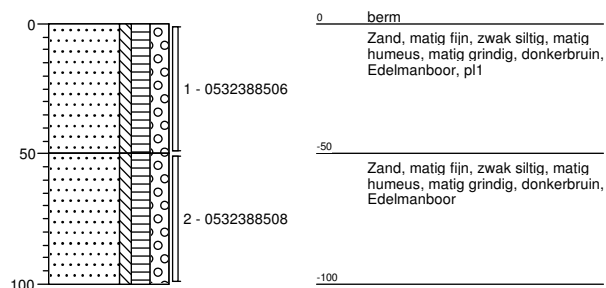 0
1 - 0532388506
50
2 - 0532388508
100
0 berm
Zand, matig fijn, zwak siltig, matig
humeus, matig grindig, donkerbruin,
Edelmanboor, pl1
-50
Zand, matig fijn, zwak siltig, matig
humeus, matig grindig, donkerbruin,
Edelmanboor
-100